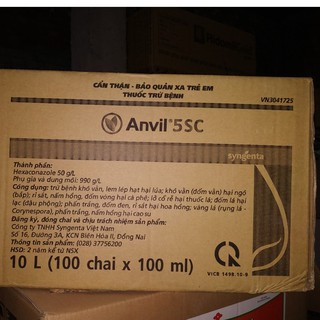 CẨN THẬN - BẢO QUẢN XA TRẺ EM
THUỐC TRỪ BỆNH
VN3041725
Anvil® 5SC
syngenta
Thành phần:
Hexaconazole 50 g/L
Phụ gia và dung môi: 990 g/L
Công dụng: trừ bệnh khô vằn, lem lép hạt hại lúa; khô vằn (đốm vằn) hại ngô
(bắp); rỉ sắt, nấm hồng, đốm vòng hại cà phê; lở cổ rễ hại thuốc lá; đốm lá hại
lạc (đậu phộng); phấn trắng, đốm đen, rỉ sắt hại hoa hồng; vàng lá (rụng lá -
Corynespora), phấn trắng, nấm hồng hại cao su
Đăng ký, đóng chai và chịu trách nhiệm sản phẩm:
Công ty TNHH Syngenta Việt Nam
Số 16, Đường 3A, KCN Biên Hòa II, Đồng Nai
Thông tin sản phẩm: (028) 37756200
HSD: 2 năm kể từ NSX
10 L (100 chai x 100 ml)